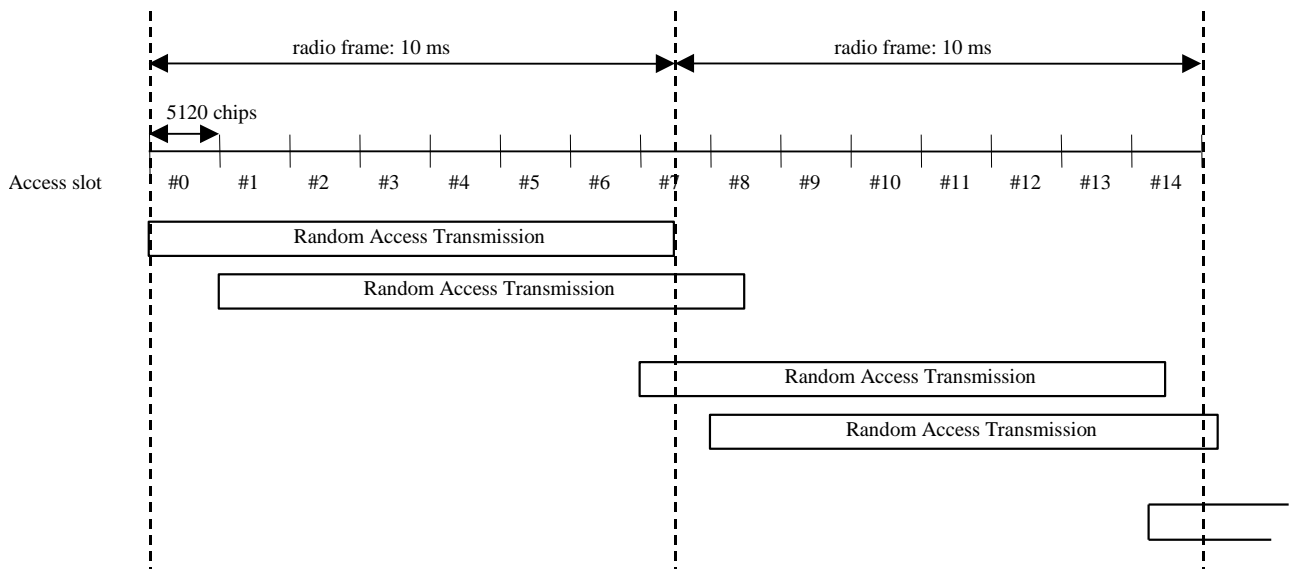 radio frame: 10 ms radio frame: 10 ms
5120 chips
Access slot #0 #1 #2 #3 #4 #5 #6 #7 #8 #9 #10 #11 #12 #13 #14
Random Access Transmission
Random Access Transmission
Random Access Transmission
Random Access Transmission